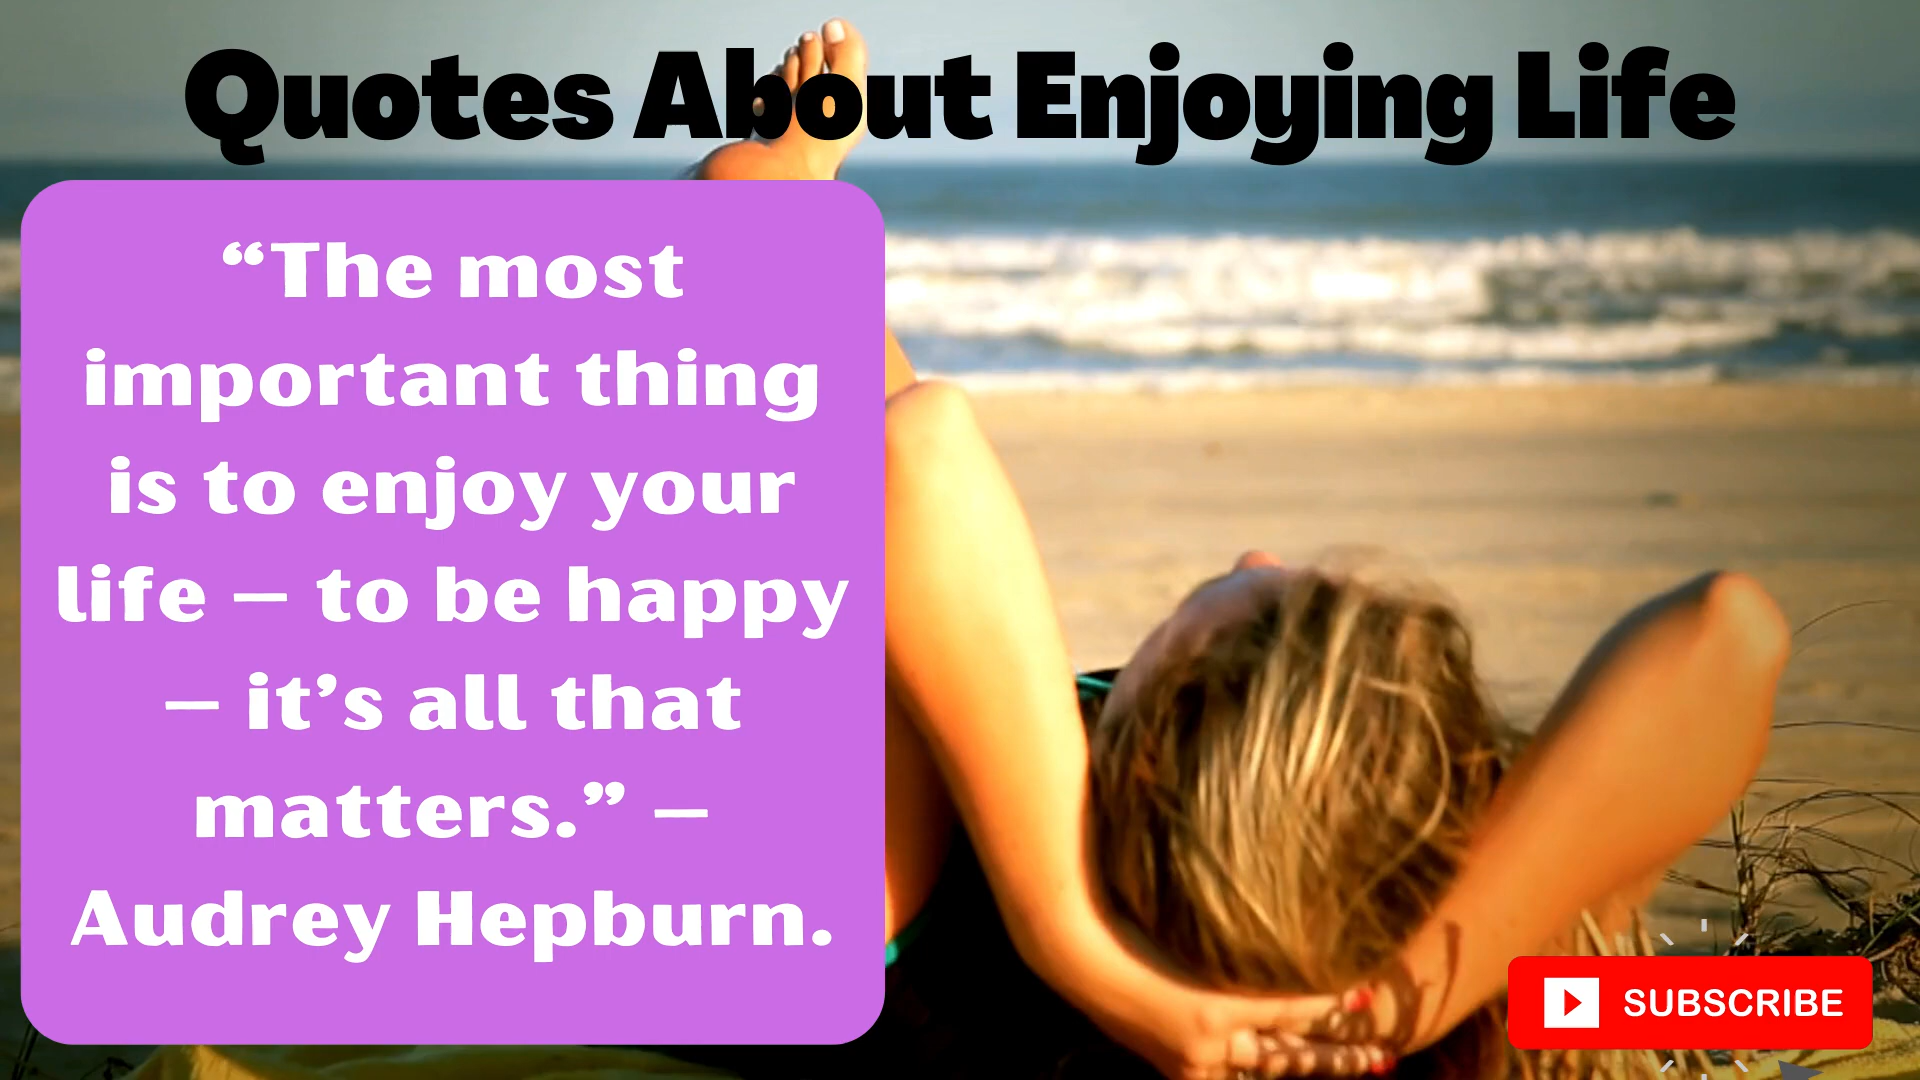 Quotes About Enjoying Life
“The most
important thing
is to enjoy your
life – to be happy
– it’s all that
matters.” –
Audrey Hepburn.
SUBSCRIBE